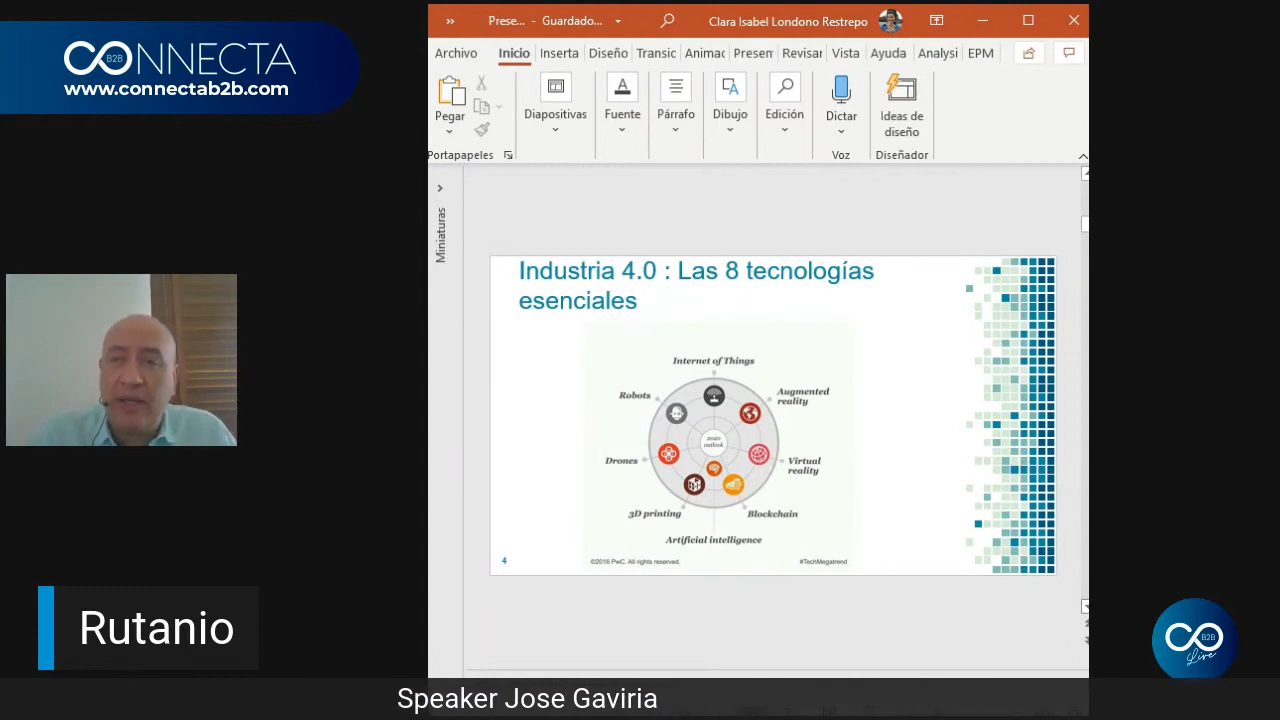 CONNECTA
B2B
www.connectab2b.com
Prese... - Guardado...
Clara Isabel Londono Restrepo
Archivo Inicio Inserta Diseño Transic Animac Presen Revisar Vista Ayuda Analysi EPM
Pegar
Diapositivas
Fuente
Párrafo
Dibujo
Edición
Dictar
Ideas de
diseño
Portapapeles
Voz
Diseñador
Miniaturas
Industria 4.0 : Las 8 tecnologías
esenciales
Internet of Things
Robots
Augmented
reality
2020
outlook
Drones
Virtual
reality
3D printing
Blockchain
Artificial intelligence
4
©2016 PwC. All rights reserved.
#TechMegatrend
Rutanio
B2B
Live
Speaker Jose Gaviria